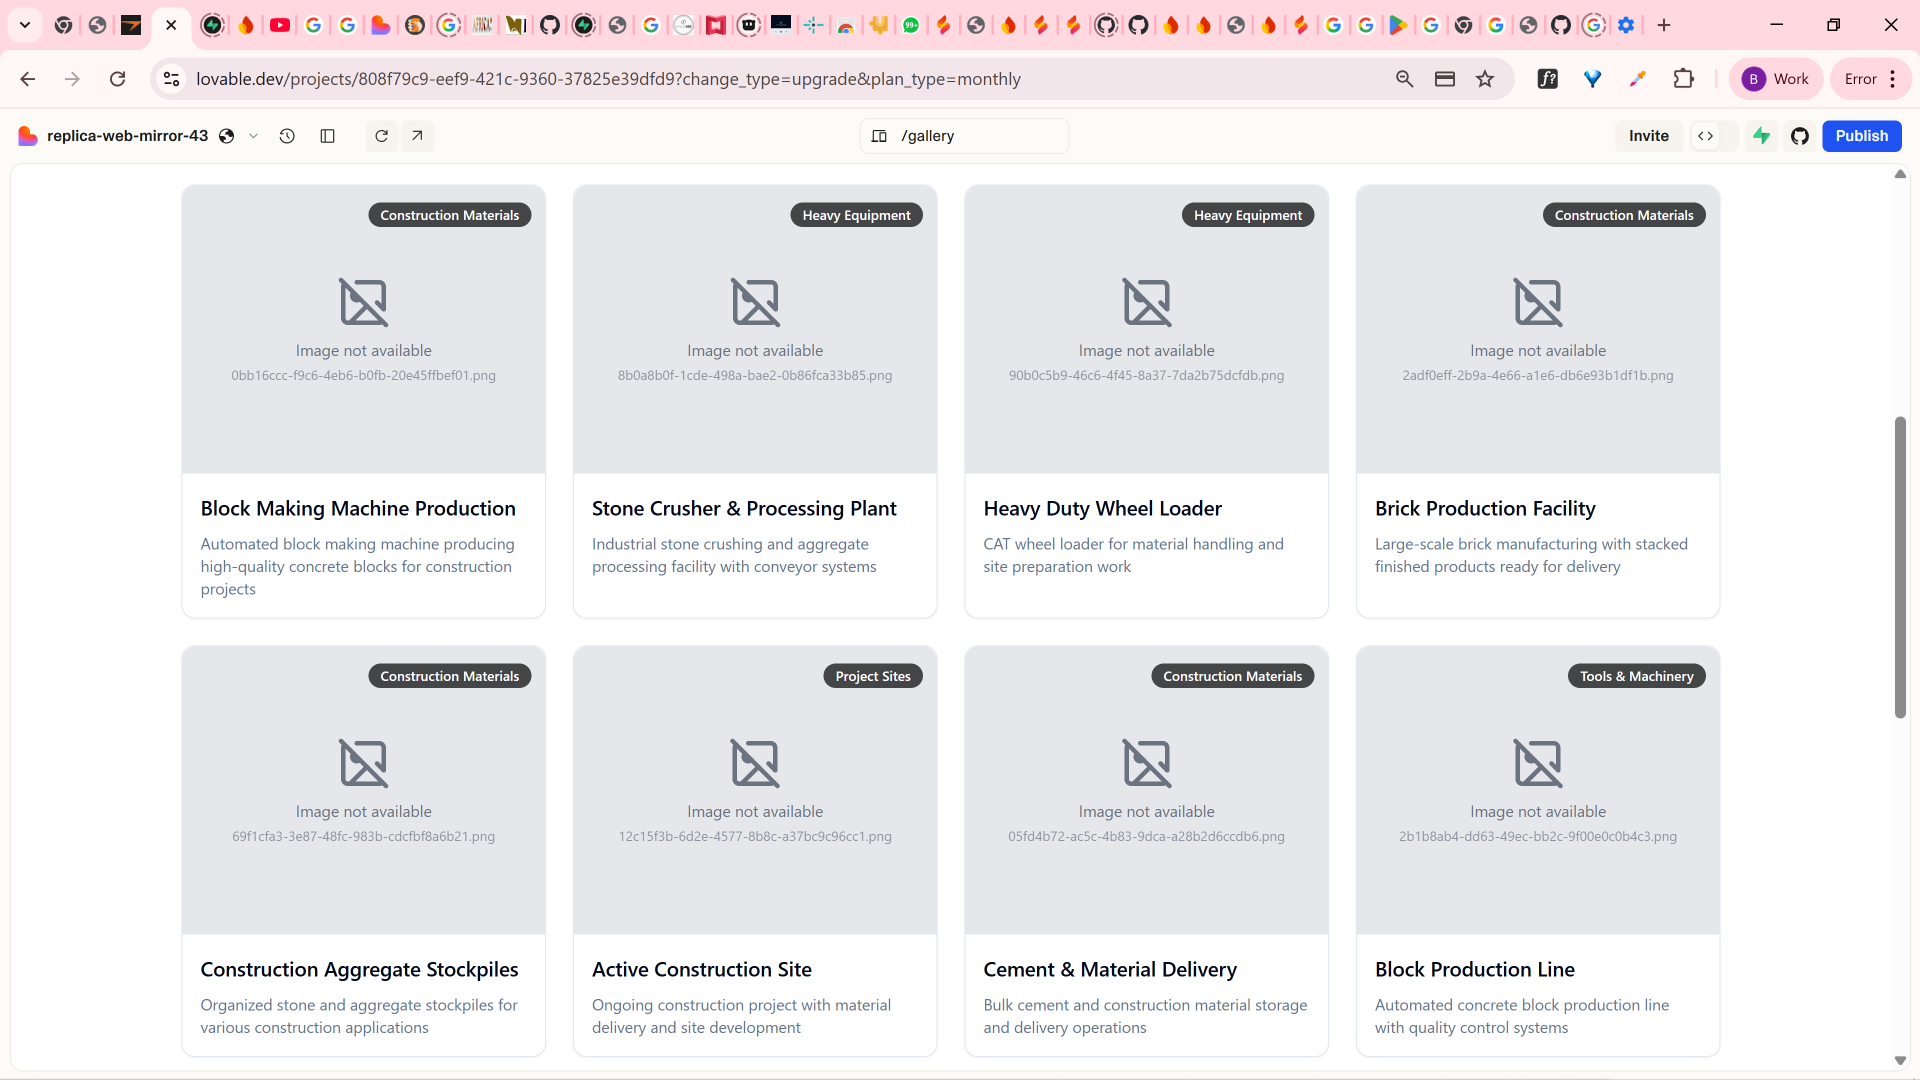 lovable.dev/projects/808f79c9-eef9-421c-9360-37825e39dfd9?change_type=upgrade&plan_type=monthly
B Work
Error
replica-web-mirror-43
/gallery
Invite
Publish
Construction Materials
Heavy Equipment
Heavy Equipment
Construction Materials
Image not available
Image not available
Image not available
Image not available
0bb16ccc-f9c6-4eb6-b0fb-20e45ffbef01.png
8b0a8b0f-1cde-498a-bae2-0b86fca33b85.png
90b0c5b9-46c6-4f45-8a37-7da2b75dcfdb.png
2adf0eff-2b9a-4e66-a1e6-db6e93b1df1b.png
Block Making Machine Production
Stone Crusher & Processing Plant
Heavy Duty Wheel Loader
Brick Production Facility
Automated block making machine producing
high-quality concrete blocks for construction
projects
Industrial stone crushing and aggregate
processing facility with conveyor systems
CAT wheel loader for material handling and
site preparation work
Large-scale brick manufacturing with stacked
finished products ready for delivery
Construction Materials
Project Sites
Construction Materials
Tools & Machinery
Image not available
Image not available
Image not available
Image not available
69f1cfa3-3e87-48fc-983b-cdcfbf8a6b21.png
12c15f3b-6d2e-4577-8b8c-a37bc9c96cc1.png
05fd4b72-ac5c-4b83-9dca-a28b2d6ccdb6.png
2b1b8ab4-dd63-49ec-bb2c-9f00e0c0b4c3.png
Construction Aggregate Stockpiles
Active Construction Site
Cement & Material Delivery
Block Production Line
Organized stone and aggregate stockpiles for
various construction applications
Ongoing construction project with material
delivery and site development
Bulk cement and construction material storage
and delivery operations
Automated concrete block production line
with quality control systems